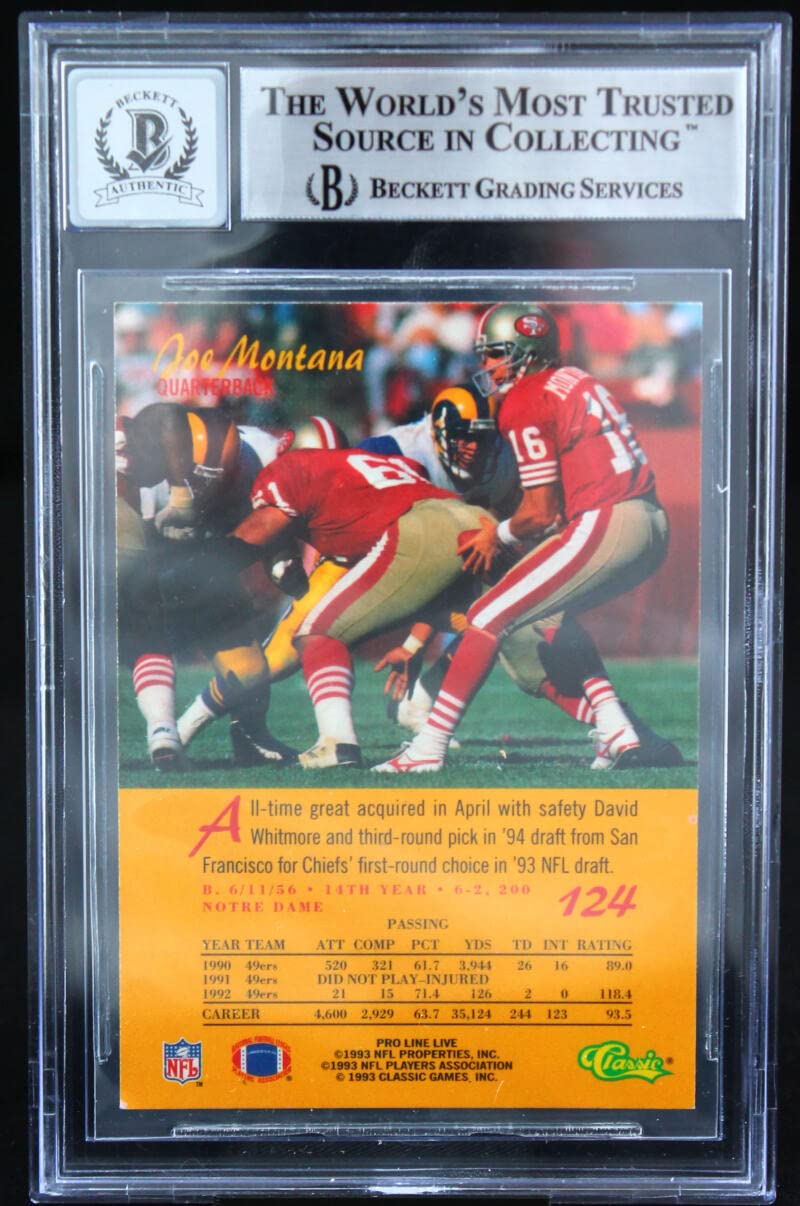 BECKETT
B
AUTHENTIC
THE WORLD'S MOST TRUSTED
SOURCE IN COLLECTING™
B BECKETT GRADING SERVICES
Joe Montana
QUARTERBACK
16
61
16
All-time great acquired in April with safety David
Whitmore and third-round pick in '94 draft from San
Francisco for Chiefs' first-round choice in '93 NFL draft.
B. 6/11/56 • 14TH YEAR • 6-2, 200
NOTRE DAME
124
PASSING
YEAR TEAM ATT COMP PCT YDS TD INT RATING
1990 49ers 520 321 61.7 3,944 26 16 89.0
1991 49ers DID NOT PLAY–INJURED
1992 49ers 21 15 71.4 126 2 0 118.4
CAREER 4,600 2,929 63.7 35,124 244 123 93.5
PRO LINE LIVE
©1993 NFL PROPERTIES, INC.
©1993 NFL PLAYERS ASSOCIATION
© 1993 CLASSIC GAMES, INC.
NFL™
Classic®